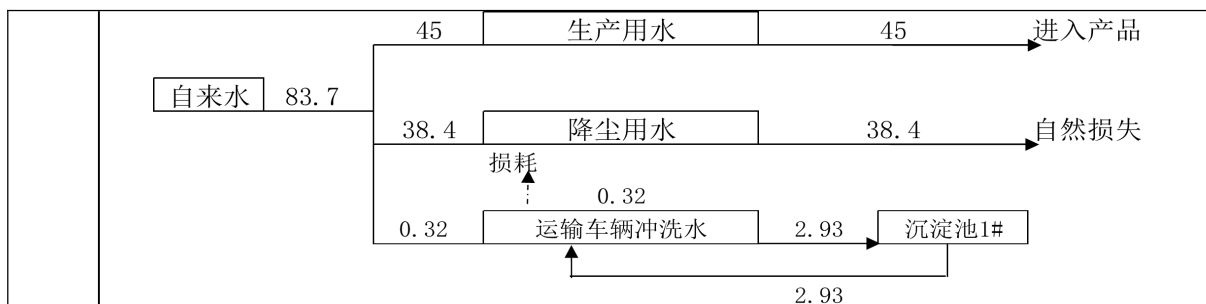 45 生产用水 45 进入产品
自来水 83.7
38.4 降尘用水 38.4 自然损失
损耗
0.32
0.32 运输车辆冲洗水 2.93 沉淀池1#
2.93